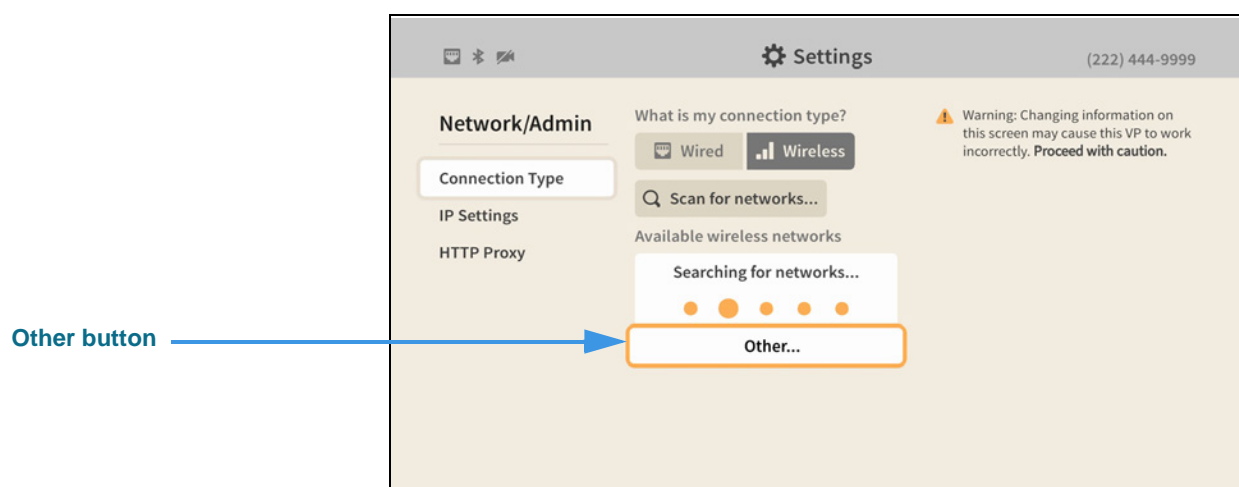 Settings
(222) 444-9999
Network/Admin
Connection Type
IP Settings
HTTP Proxy
What is my connection type?
Wired
Wireless
Scan for networks...
Available wireless networks
Searching for networks...
Other...
Warning: Changing information on
this screen may cause this VP to work
incorrectly. Proceed with caution.
Other button